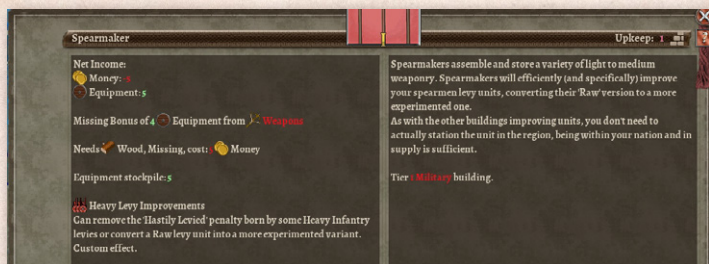 Spearmaker
Upkeep: 1
Net Income:
Money: -3
Equipment: 5
Missing Bonus of 4 Equipment from Weapons
Needs Wood, Missing, cost: Money
Equipment stockpile: 5
Heavy Levy Improvements
Can remove the 'Hastily Levied' penalty born by some Heavy Infantry
levies or convert a Raw levy unit into a more experimented variant.
Custom effect.
Spearmakers assemble and store a variety of light to medium
weaponry. Spearmakers will efficiently (and specifically) improve
your spearmen levy units, converting their 'Raw' version to a more
experimented one.
As with the other buildings improving units, you don't need to
actually station the unit in the region, being within your nation and in
supply is sufficient.
Tier 1 Military building.